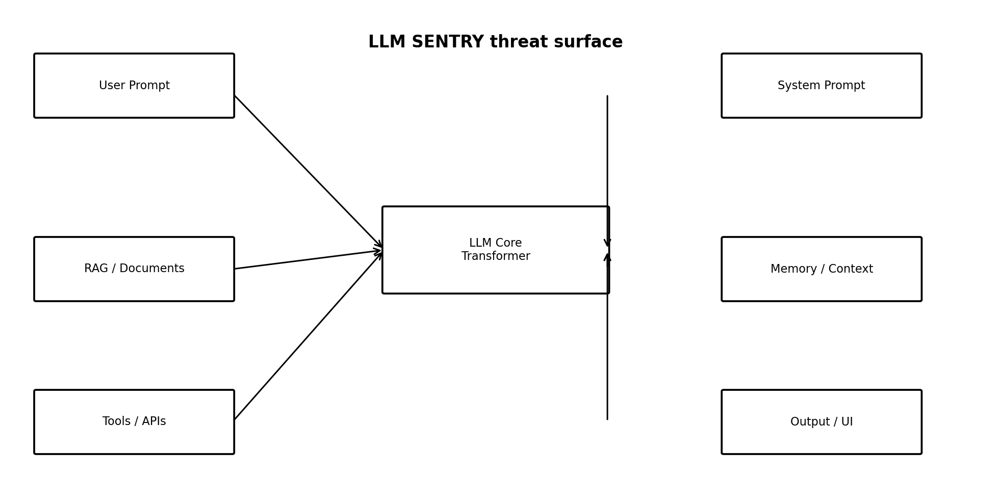 LLM SENTRY threat surface
User Prompt
System Prompt
LLM Core
Transformer
RAG / Documents
Memory / Context
Tools / APIs
Output / UI